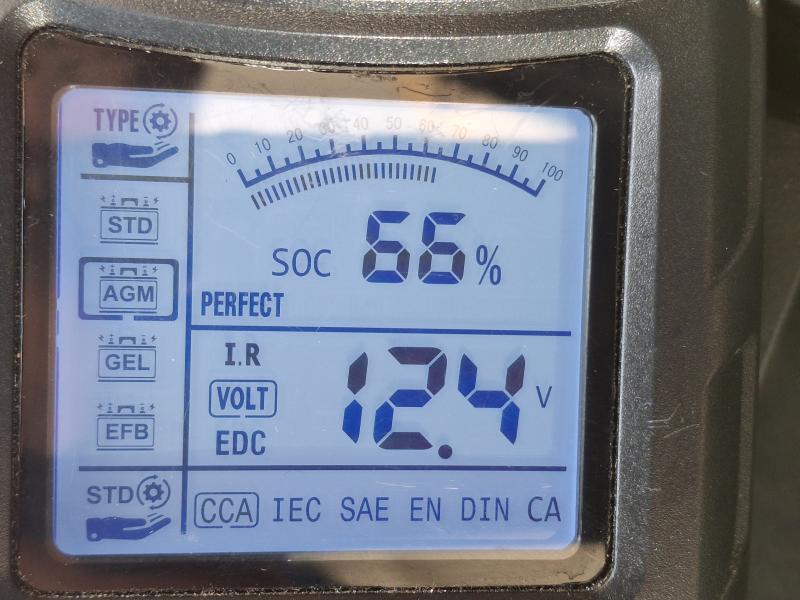 TYPE
0 10 20 30 40 50 60 70 80 90 100
STD
SOC 66%
AGM
PERFECT
GEL
I.R
VOLT
12.4 V
EFB
EDC
STD
CCA IEC SAE EN DIN CA